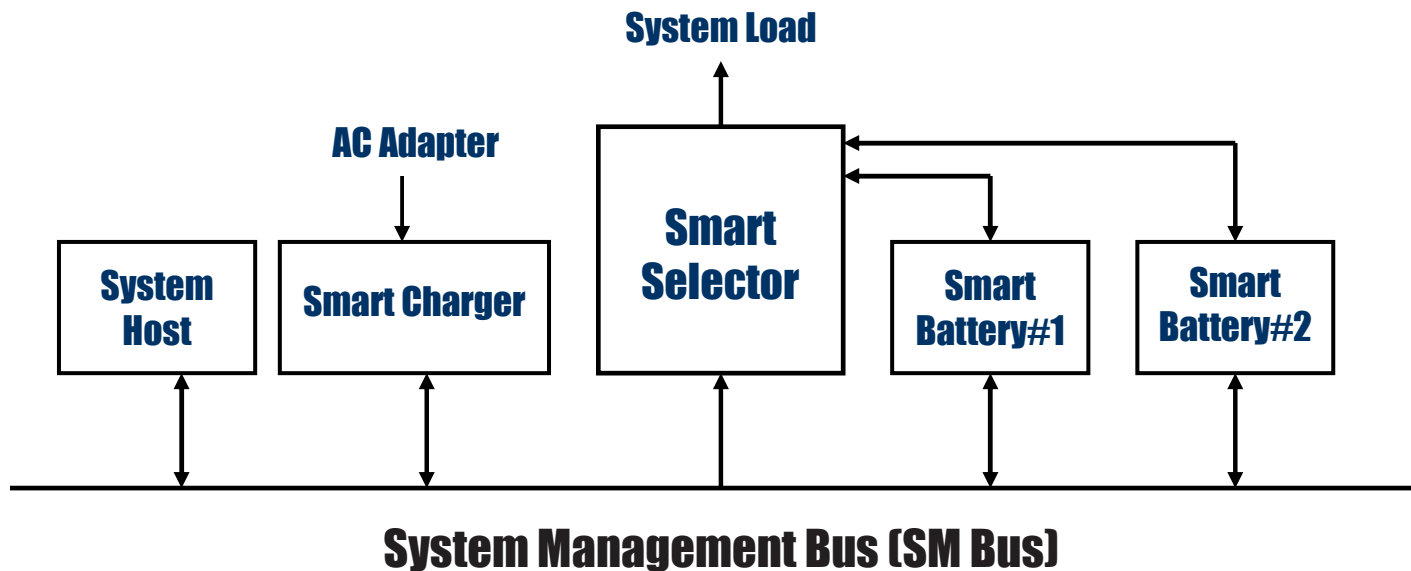 System Load
AC Adapter
System
Host
Smart Charger
Smart
Selector
Smart
Battery#1
Smart
Battery#2
System Management Bus (SM Bus)